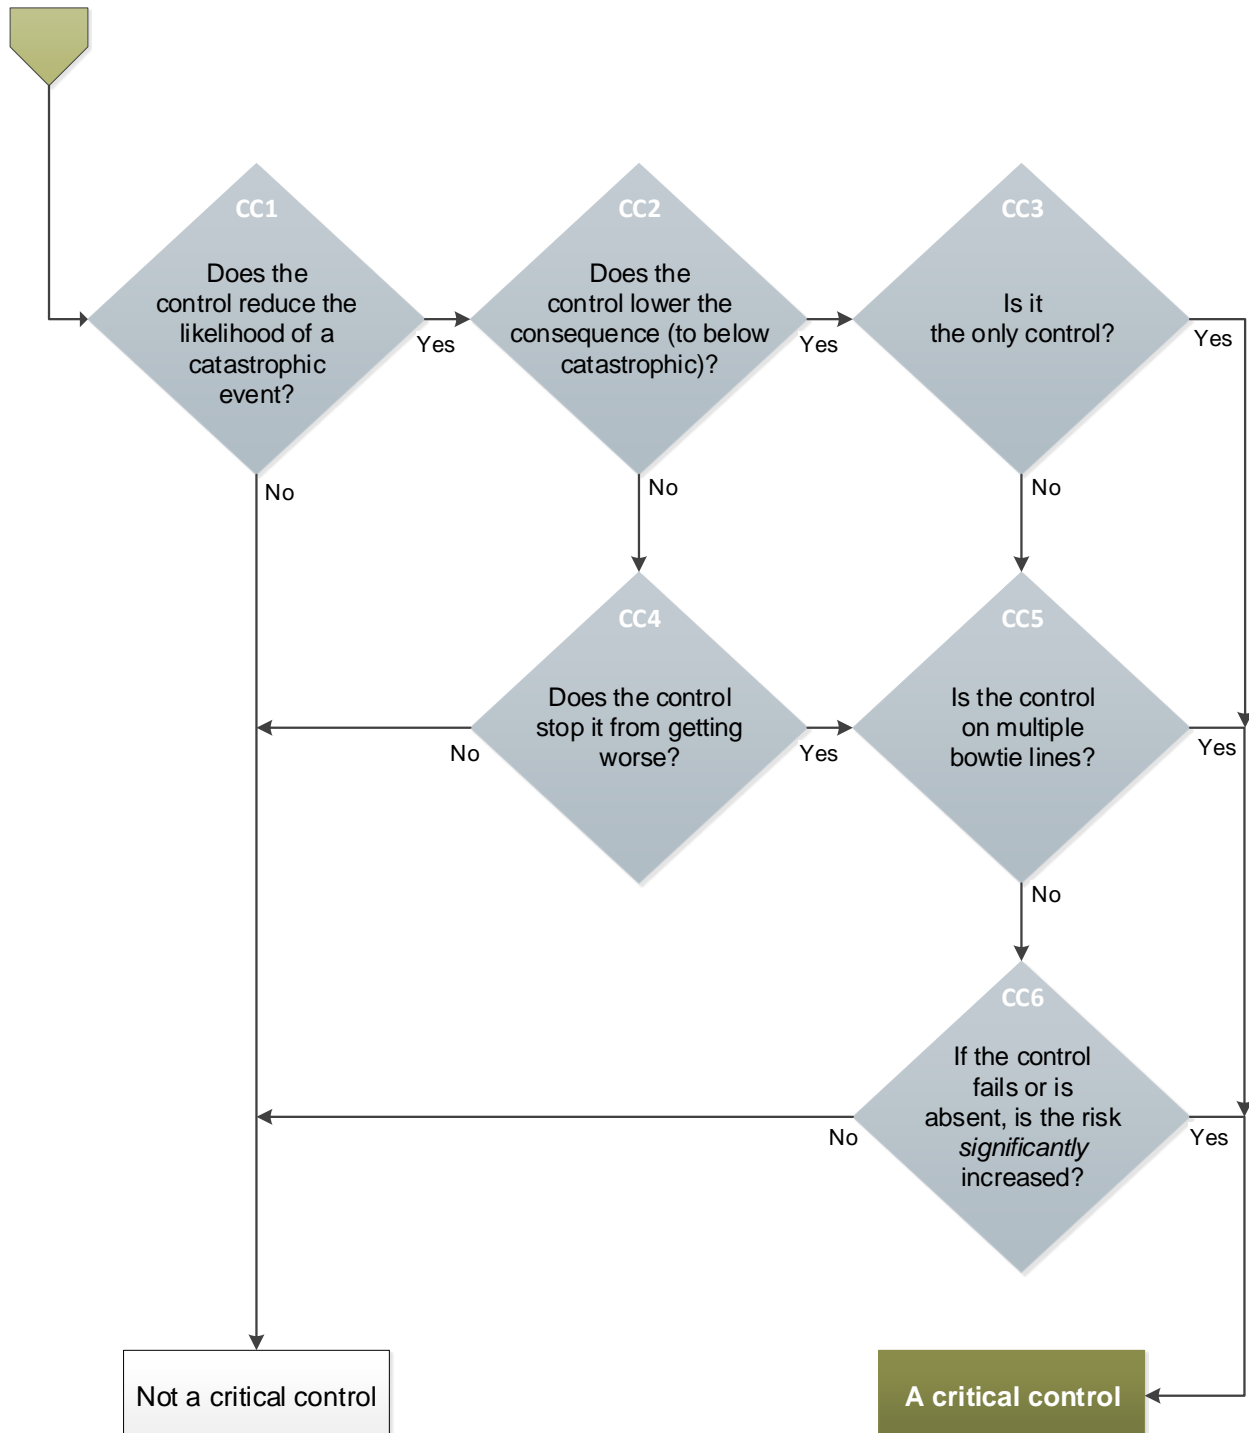 CC1
Does the
control reduce the
likelihood of a
catastrophic
event?
Yes
No
CC2
Does the
control lower the
consequence (to below
catastrophic)?
Yes
No
CC3
Is it
the only control?
Yes
No
CC4
Does the control
stop it from getting
worse?
No
Yes
CC5
Is the control
on multiple
bowtie lines?
Yes
No
CC6
If the control
fails or is
absent, is the risk
significantly
increased?
No
Yes
Not a critical control
A critical control